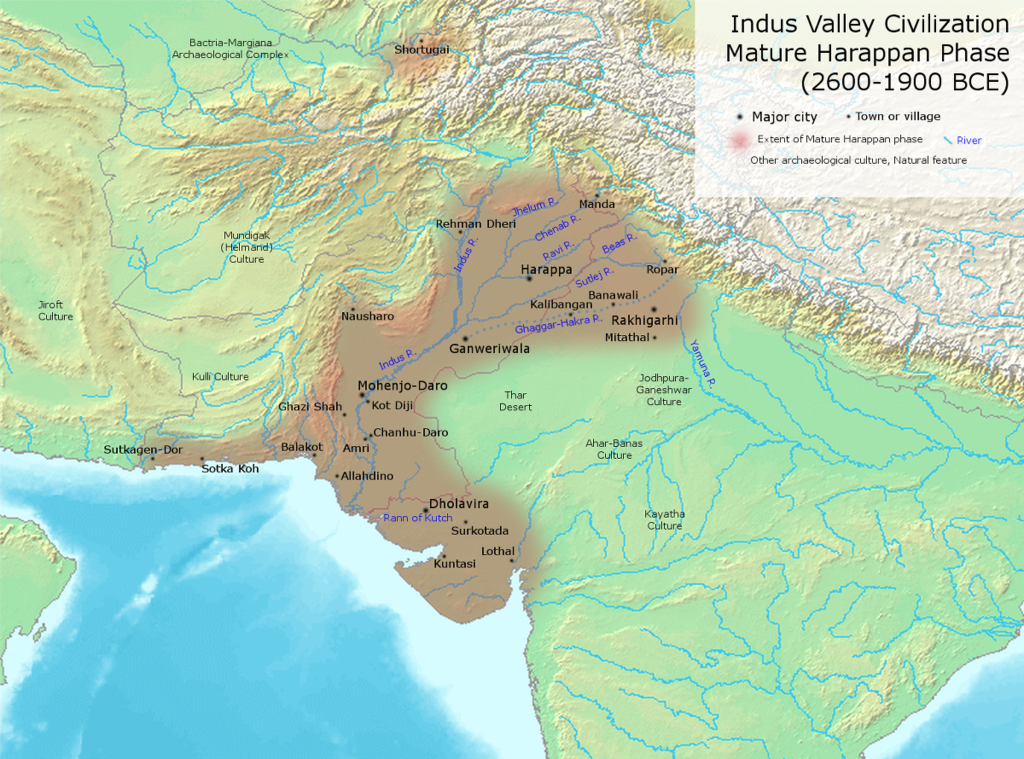 Indus Valley Civilization
Mature Harappan Phase
(2600-1900 BCE)
Major city
Town or village
Extent of Mature Harappan phase
River
Other archaeological culture, Natural feature
Bactria-Margiana
Archaeological Complex
Shortugai
Manda
Jhelum R.
Rehman Dheri
Chenab R.
Mundigak
(Helmand)
Culture
Indus R.
Ravi R.
Beas R.
Harappa
Ropar
Sutlej R.
Jiroft
Culture
Nausharo
Kalibangan
Banawali
Ghaggar-Hakra R.
Rakhigarhi
Mitathal
Ganweriwala
Indus R.
Yamuna R.
Kulli Culture
Mohenjo-Daro
Kot Diji
Ghazi Shah
Thar
Desert
Jodhpura-
Ganeshwar
Culture
Chanhu-Daro
Amri
Balakot
Sutkagen-Dor
Sotka Koh
Ahar-Banas
Culture
Allahdino
Dholavira
Rann of Kutch
Surkotada
Kayatha
Culture
Lothal
Kuntasi